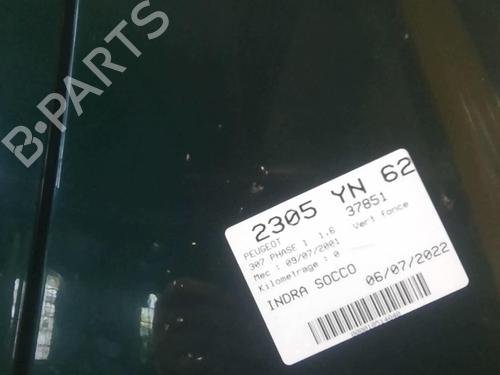 B-PARTS
2305 YN 62
PEUGEOT 37851
307 PHASE 1 1,6 Vert fonce
Mec : 09/07/2001
Kilometrage : 0
INDRA SOCCO 06/07/2022